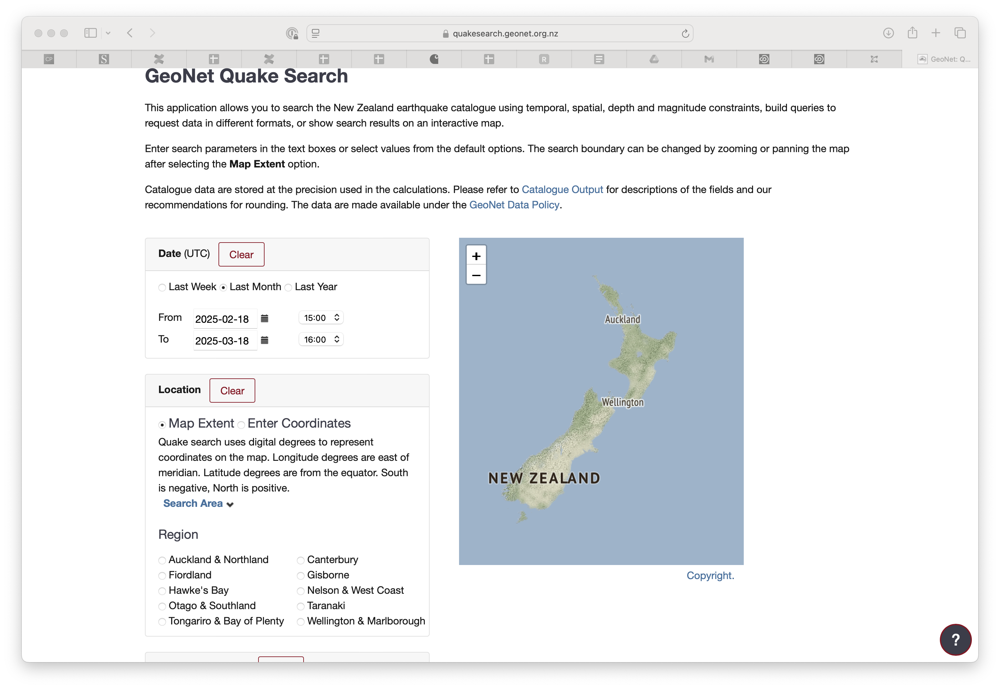 quakesearch.geonet.org.nz
CP
S
R
GeoNet: Q...
GeoNet Quake Search
This application allows you to search the New Zealand earthquake catalogue using temporal, spatial, depth and magnitude constraints, build queries to
request data in different formats, or show search results on an interactive map.
Enter search parameters in the text boxes or select values from the default options. The search boundary can be changed by zooming or panning the map
after selecting the Map Extent option.
Catalogue data are stored at the precision used in the calculations. Please refer to Catalogue Output for descriptions of the fields and our
recommendations for rounding. The data are made available under the GeoNet Data Policy.
Date (UTC) Clear
Last Week Last Month Last Year
From 2025-02-18 15:00
To 2025-03-18 16:00
Location Clear
Map Extent Enter Coordinates
Quake search uses digital degrees to represent
coordinates on the map. Longitude degrees are east of
meridian. Latitude degrees are from the equator. South
is negative, North is positive.
Search Area
Region
Auckland & Northland Canterbury
Fiordland Gisborne
Hawke's Bay Nelson & West Coast
Otago & Southland Taranaki
Tongariro & Bay of Plenty Wellington & Marlborough
+
−
Auckland
Wellington
NEW ZEALAND
Copyright.
?